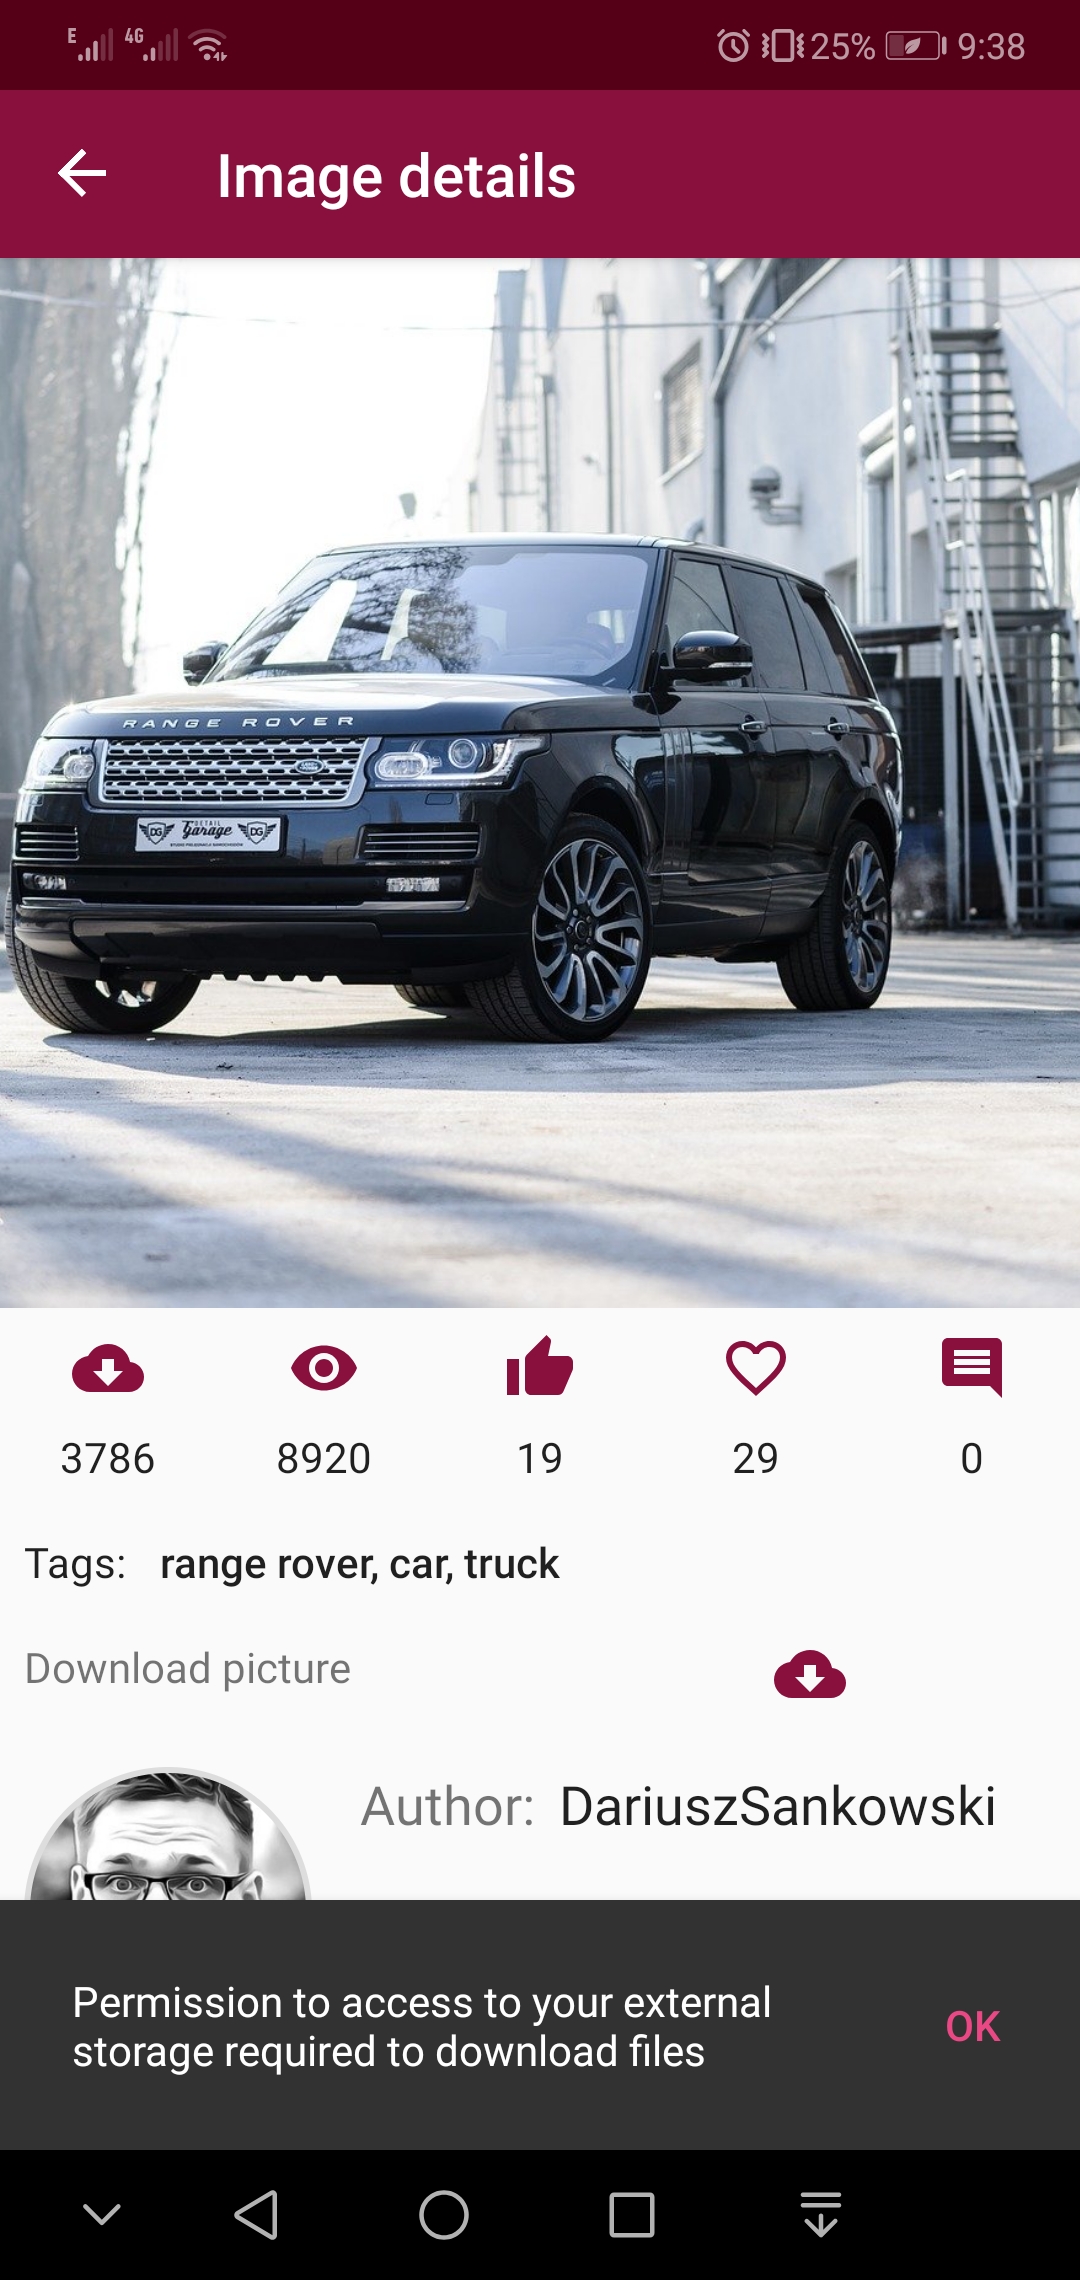 E 4G 25% 9:38
Image details
RANGE ROVER
DG DETAIL Garage DG
Tags: range rover, car, truck
3786 8920 19 29 0
Download picture
Author: DariuszSankowski
Permission to access to your external
storage required to download files
OK